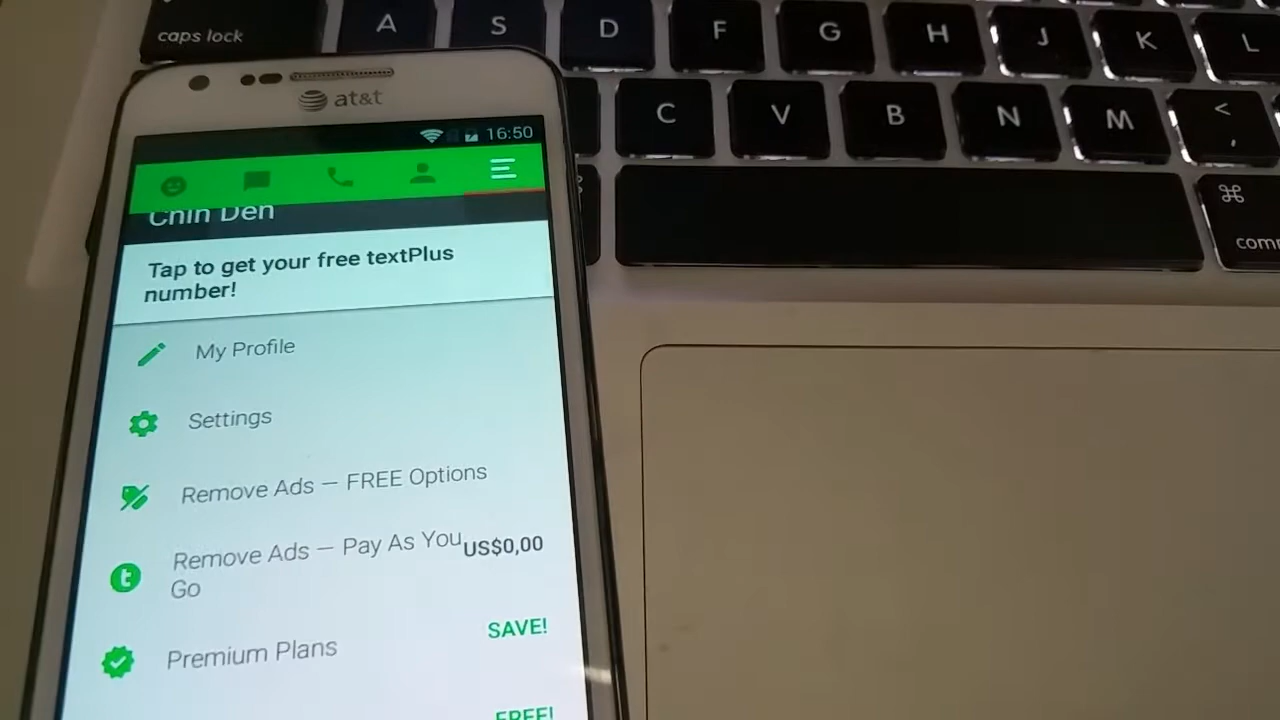 caps lock
A S D F G H J K L
C V B N M < ,
⌘
at&t
16:50
Chin Den
Tap to get your free textPlus
number!
My Profile
Settings
Remove Ads — FREE Options
Remove Ads — Pay As You
Go
US$0,00
Premium Plans
SAVE!
FREE!